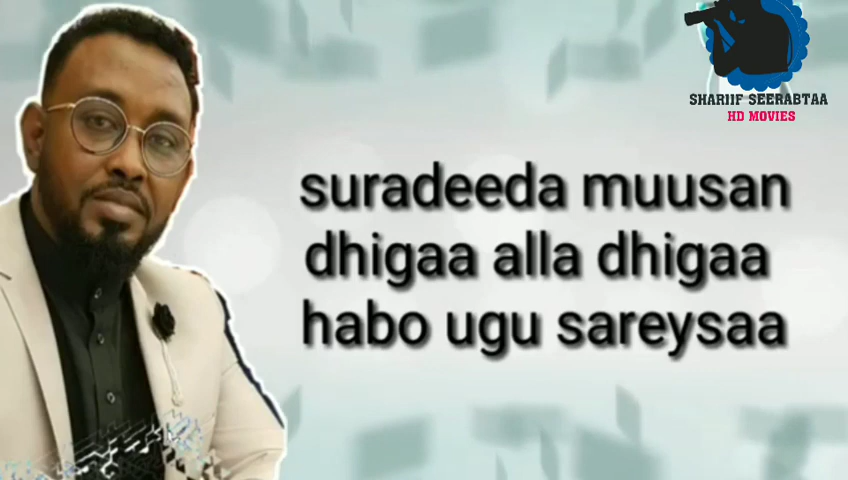 SHARIIF SEERABTAA
HD MOVIES
suradeeda muusan
dhigaa alla dhigaa
habo ugu sareysaa